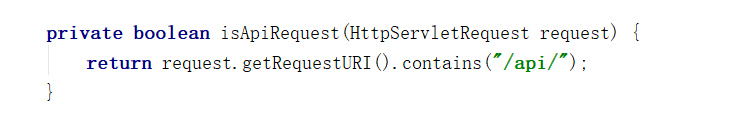 private boolean isApiRequest(HttpServletRequest request) {
    return request.getRequestURI().contains("/api/");
}